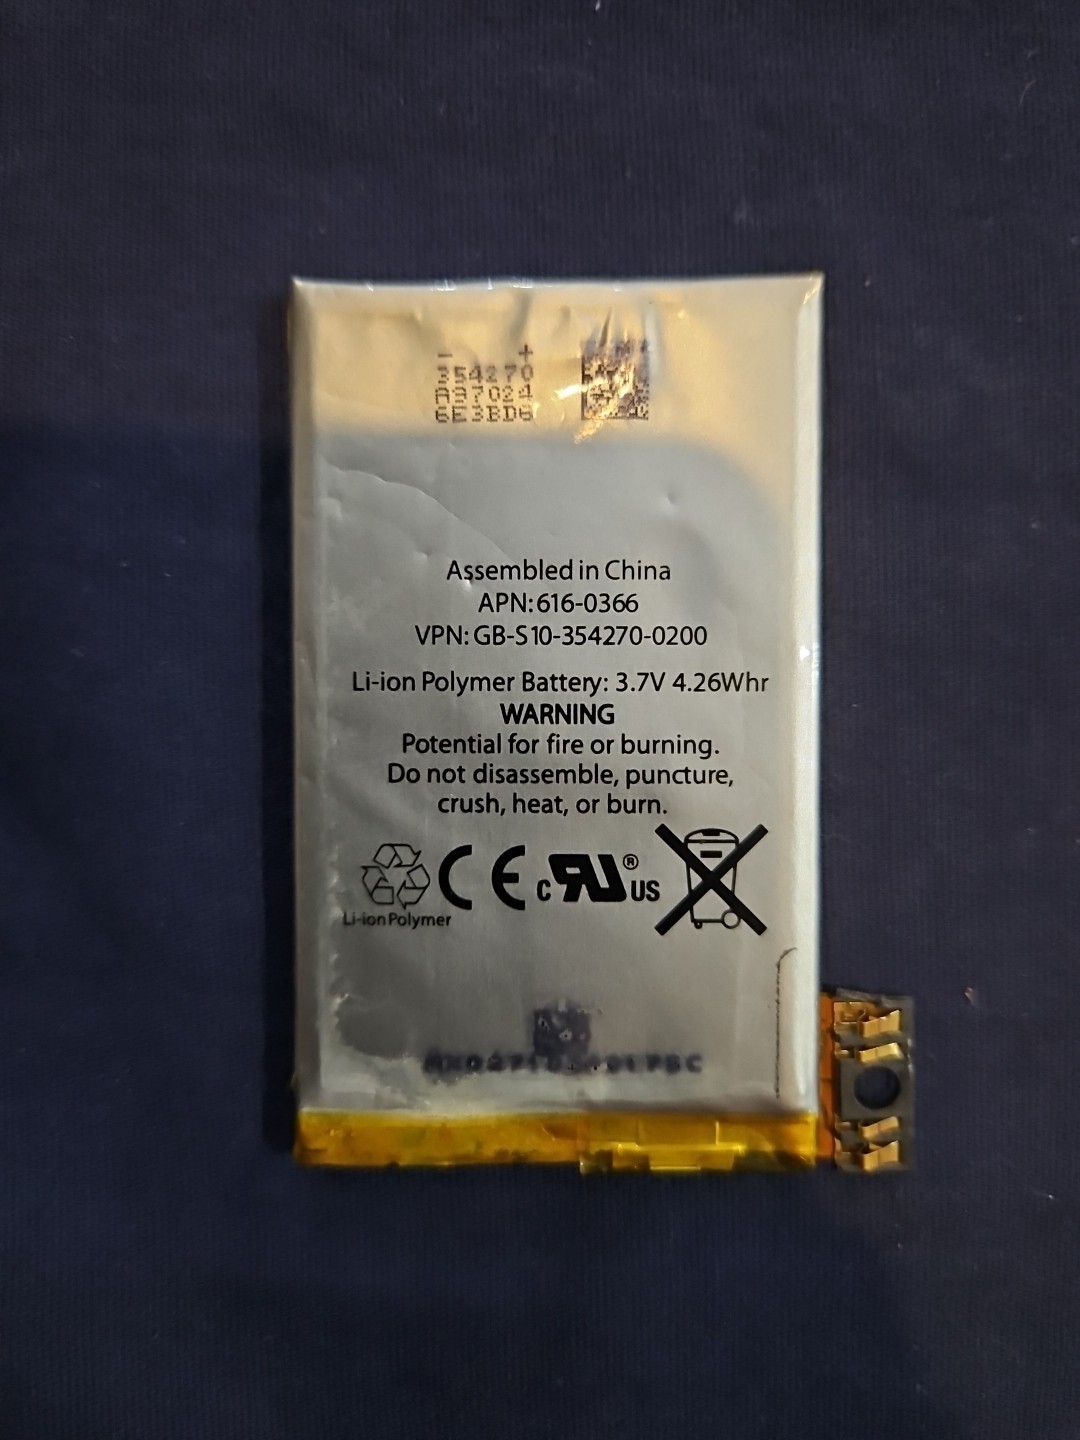 - +
354270
A97024
6E3BD6
Assembled in China
APN: 616-0366
VPN: GB-S10-354270-0200
Li-ion Polymer Battery: 3.7V 4.26Whr
WARNING
Potential for fire or burning.
Do not disassemble, puncture,
crush, heat, or burn.
CE c RU® US
Li-ion Polymer